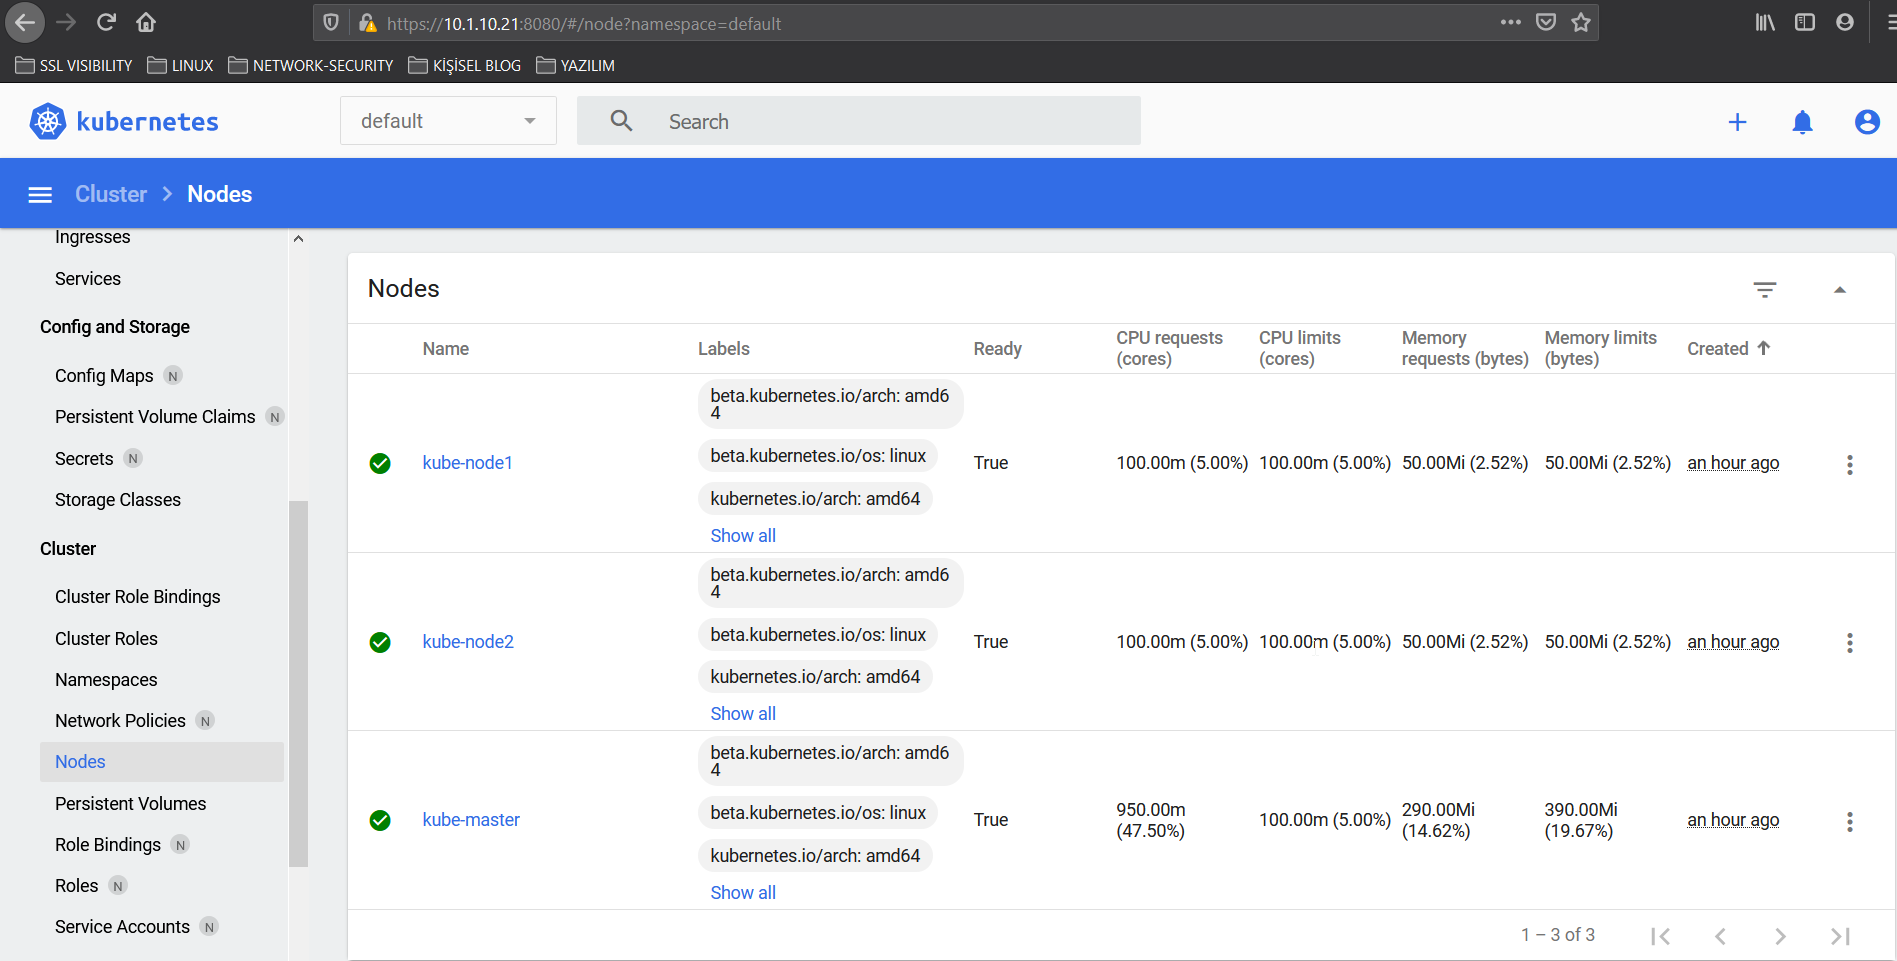 https://10.1.10.21:8080/#/node?namespace=default
SSL VISIBILITY LINUX NETWORK-SECURITY KİŞİSEL BLOG YAZILIM
kubernetes default Search
Cluster Nodes
Ingresses
Services
Config and Storage
Config Maps N
Persistent Volume Claims N
Secrets N
Storage Classes
Cluster
Cluster Role Bindings
Cluster Roles
Namespaces
Network Policies N
Nodes
Persistent Volumes
Role Bindings N
Roles N
Service Accounts N
Nodes
Name Labels Ready CPU requests (cores) CPU limits (cores) Memory requests (bytes) Memory limits (bytes) Created
beta.kubernetes.io/arch: amd6
4
beta.kubernetes.io/os: linux
kube-node1 True 100.00m (5.00%) 100.00m (5.00%) 50.00Mi (2.52%) 50.00Mi (2.52%) an hour ago
kubernetes.io/arch: amd64
Show all
beta.kubernetes.io/arch: amd6
4
beta.kubernetes.io/os: linux
kube-node2 True 100.00m (5.00%) 100.00m (5.00%) 50.00Mi (2.52%) 50.00Mi (2.52%) an hour ago
kubernetes.io/arch: amd64
Show all
beta.kubernetes.io/arch: amd6
4
beta.kubernetes.io/os: linux
kube-master True 950.00m (47.50%) 100.00m (5.00%) 290.00Mi (14.62%) 390.00Mi (19.67%) an hour ago
kubernetes.io/arch: amd64
Show all
1 – 3 of 3